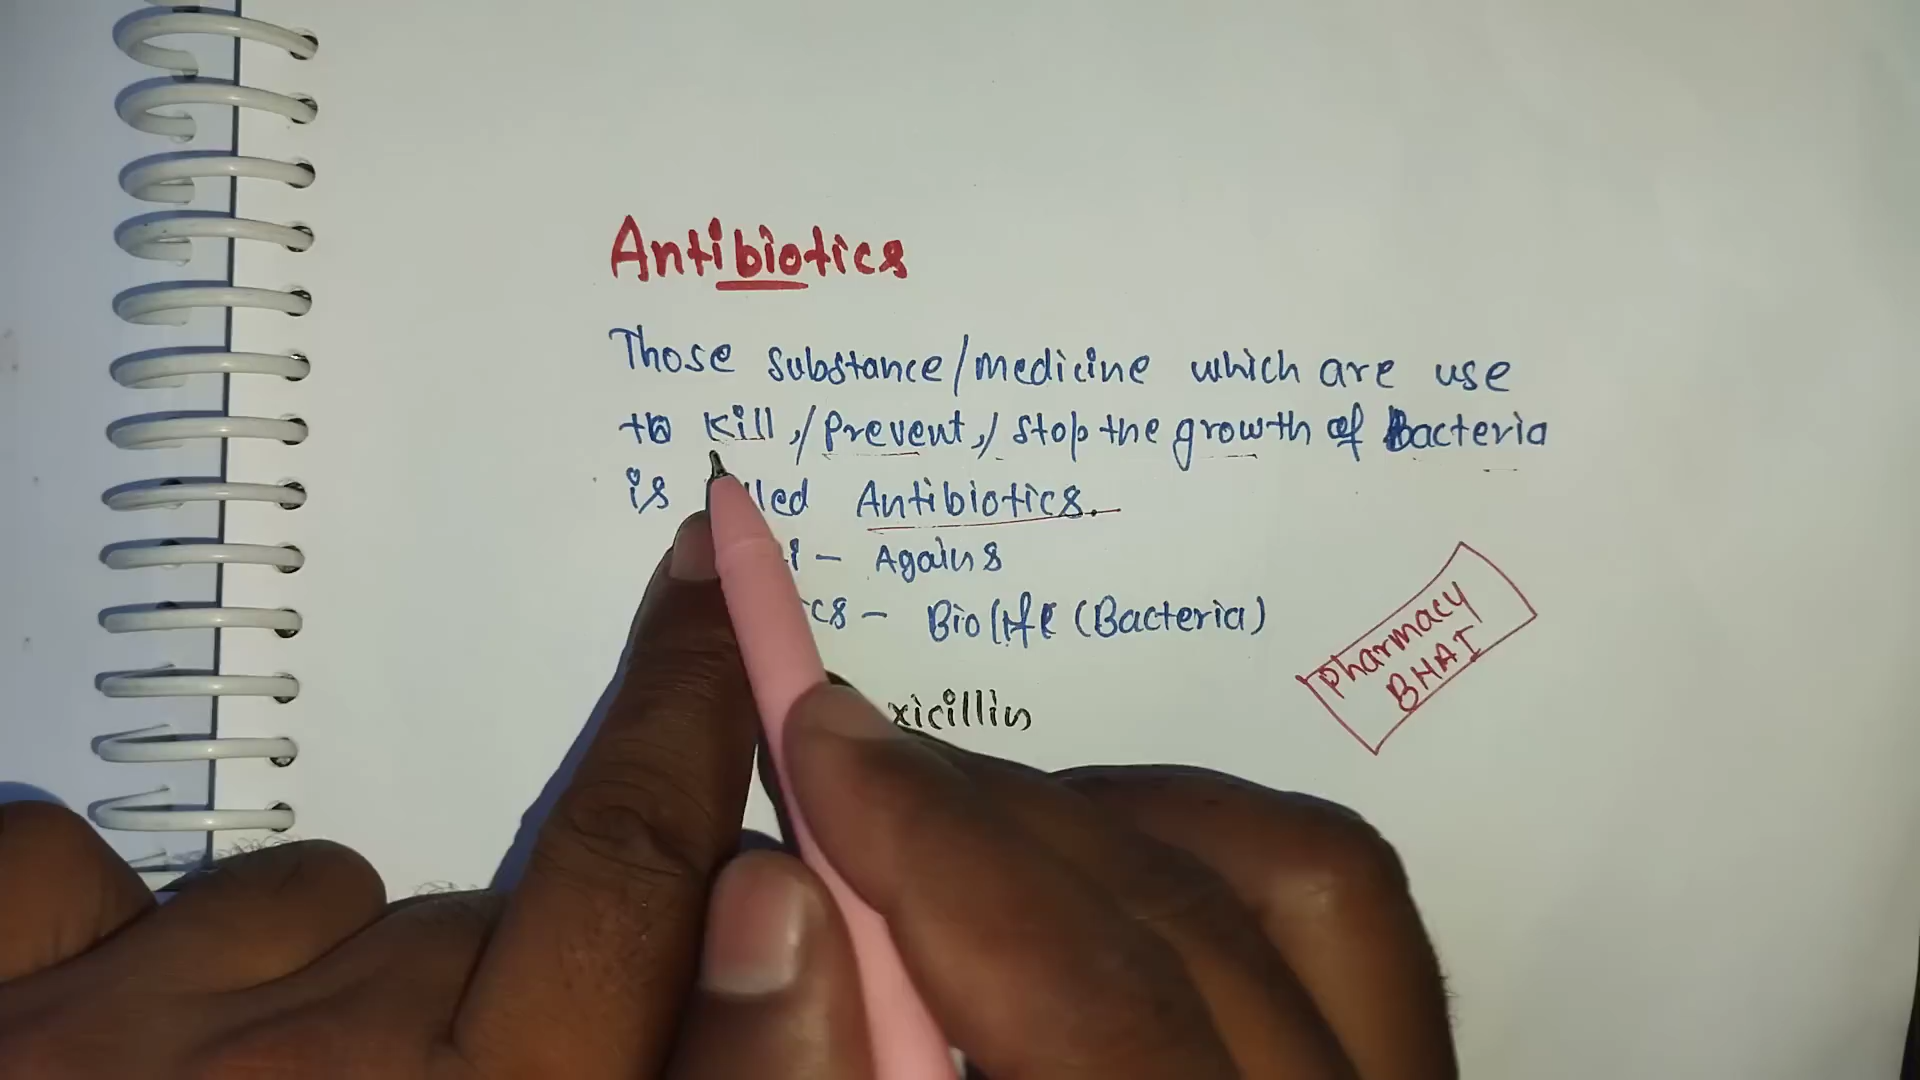 Antibiotics
Those substance/medicine which are use
to Kill,/Prevent,/stop the growth of Bacteria
is Antibiotics.
- Agains
- Bio life (Bacteria)
Pharmacy
BHAI